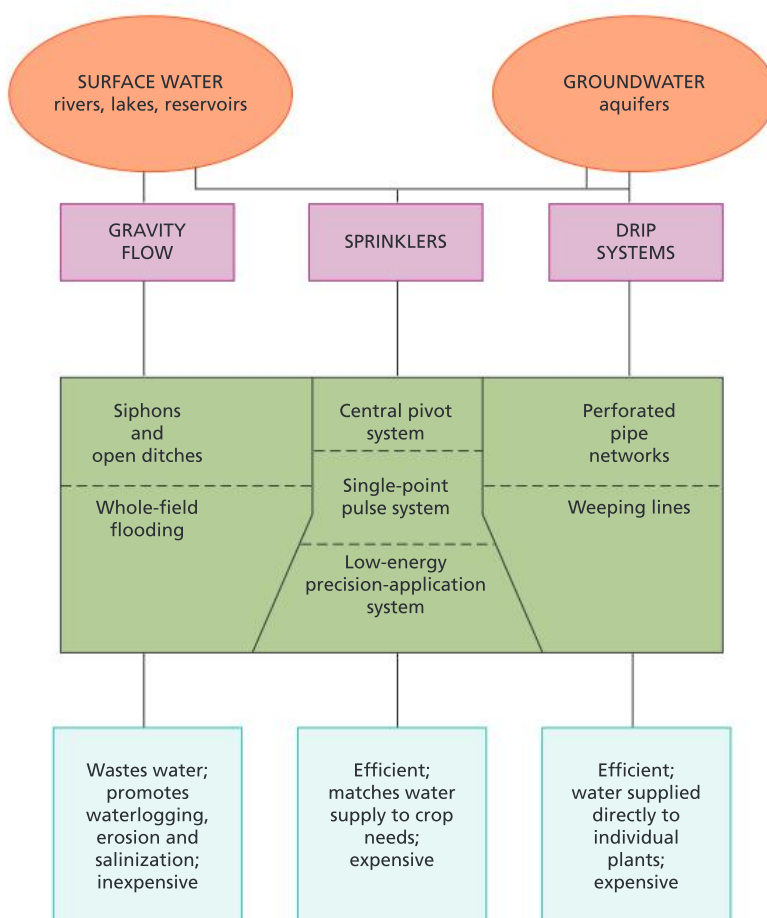 SURFACE WATER
rivers, lakes, reservoirs
GROUNDWATER
aquifers
GRAVITY
FLOW
SPRINKLERS
DRIP
SYSTEMS
Siphons
and
open ditches
Whole-field
flooding
Central pivot
system
Single-point
pulse system
Low-energy
precision-application
system
Perforated
pipe
networks
Weeping lines
Wastes water;
promotes
waterlogging,
erosion and
salinization;
inexpensive
Efficient;
matches water
supply to crop
needs;
expensive
Efficient;
water supplied
directly to
individual
plants;
expensive